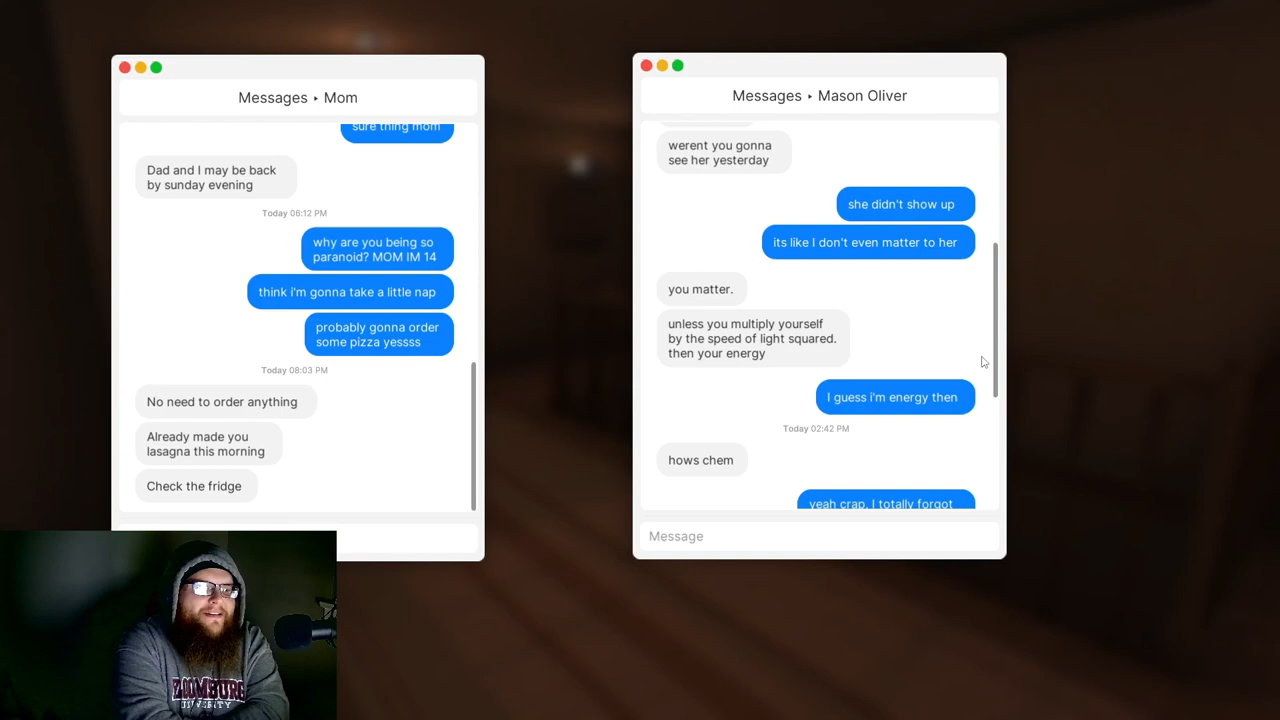 Messages ▸ Mom
sure thing mom
Dad and I may be back
by sunday evening
Today 06:12 PM
why are you being so
paranoid? MOM IM 14
think i'm gonna take a little nap
probably gonna order
some pizza yessss
Today 08:03 PM
No need to order anything
Already made you
lasagna this morning
Check the fridge
Messages ▸ Mason Oliver
werent you gonna
see her yesterday
she didn't show up
its like I don't even matter to her
you matter.
unless you multiply yourself
by the speed of light squared.
then your energy
I guess i'm energy then
Today 02:42 PM
hows chem
yeah crap. I totally forgot
Message
UNIVERSITY